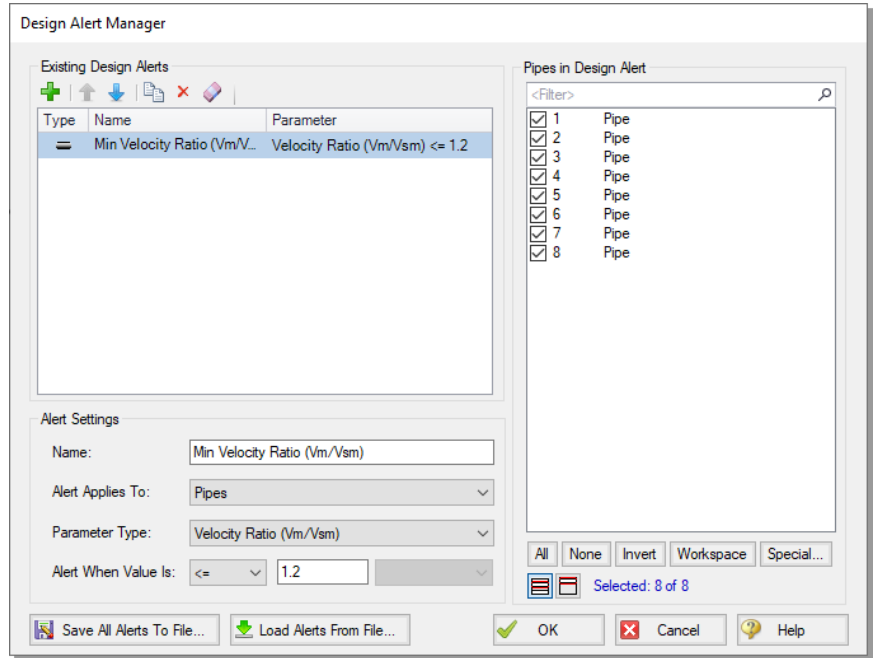 Design Alert Manager
Existing Design Alerts
Type Name Parameter
Min Velocity Ratio (Vm/V... Velocity Ratio (Vm/Vsm) <= 1.2
Alert Settings
Name: Min Velocity Ratio (Vm/Vsm)
Alert Applies To: Pipes
Parameter Type: Velocity Ratio (Vm/Vsm)
Alert When Value Is: <= 1.2
Pipes in Design Alert
<Filter>
1 Pipe
2 Pipe
3 Pipe
4 Pipe
5 Pipe
6 Pipe
7 Pipe
8 Pipe
All None Invert Workspace Special...
Selected: 8 of 8
Save All Alerts To File... Load Alerts From File... OK Cancel Help